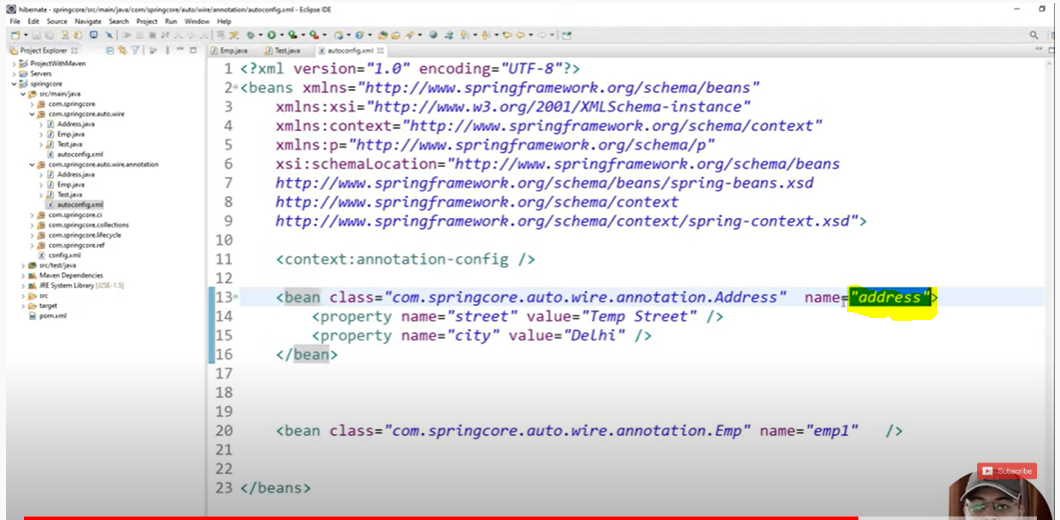 hibernate - springcore/src/main/java/com/springcore/auto/wire/annotation/autoconfig.xml - Eclipse IDE
File Edit Source Navigate Search Project Run Window Help
Project Explorer
ProjectWithMaven
Servers
springcore
src/main/java
com.springcore
com.springcore.auto.wire
Address.java
Emp.java
Test.java
autoconfig.xml
com.springcore.auto.wire.annotation
Address.java
Emp.java
Test.java
autoconfig.xml
com.springcore.ci
com.springcore.collections
com.springcore.lifecycle
com.springcore.ref
config.xml
src/test/java
Maven Dependencies
JRE System Library [J2SE-1.5]
src
target
pom.xml
Emp.java Test.java autoconfig.xml
1 <?xml version="1.0" encoding="UTF-8"?>
2 <beans xmlns="http://www.springframework.org/schema/beans"
3 xmlns:xsi="http://www.w3.org/2001/XMLSchema-instance"
4 xmlns:context="http://www.springframework.org/schema/context"
5 xmlns:p="http://www.springframework.org/schema/p"
6 xsi:schemaLocation="http://www.springframework.org/schema/beans
7 http://www.springframework.org/schema/beans/spring-beans.xsd
8 http://www.springframework.org/schema/context
9 http://www.springframework.org/schema/context/spring-context.xsd">
10
11 <context:annotation-config />
12
13 <bean class="com.springcore.auto.wire.annotation.Address" name="address">
14 <property name="street" value="Temp Street" />
15 <property name="city" value="Delhi" />
16 </bean>
17
18
19
20 <bean class="com.springcore.auto.wire.annotation.Emp" name="emp1" />
21
22
23 </beans>
Subscribe